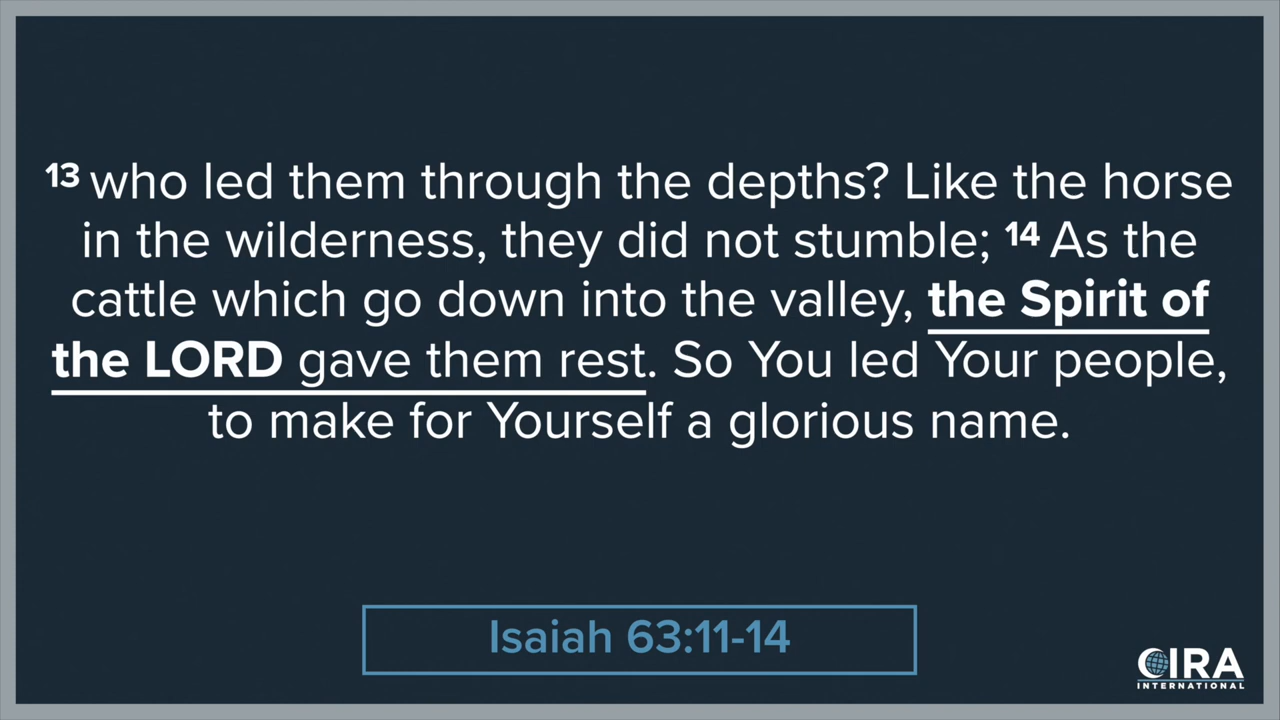 13 who led them through the depths? Like the horse
in the wilderness, they did not stumble; 14 As the
cattle which go down into the valley, the Spirit of
the LORD gave them rest. So You led Your people,
to make for Yourself a glorious name.
Isaiah 63:11-14
CIRA
INTERNATIONAL